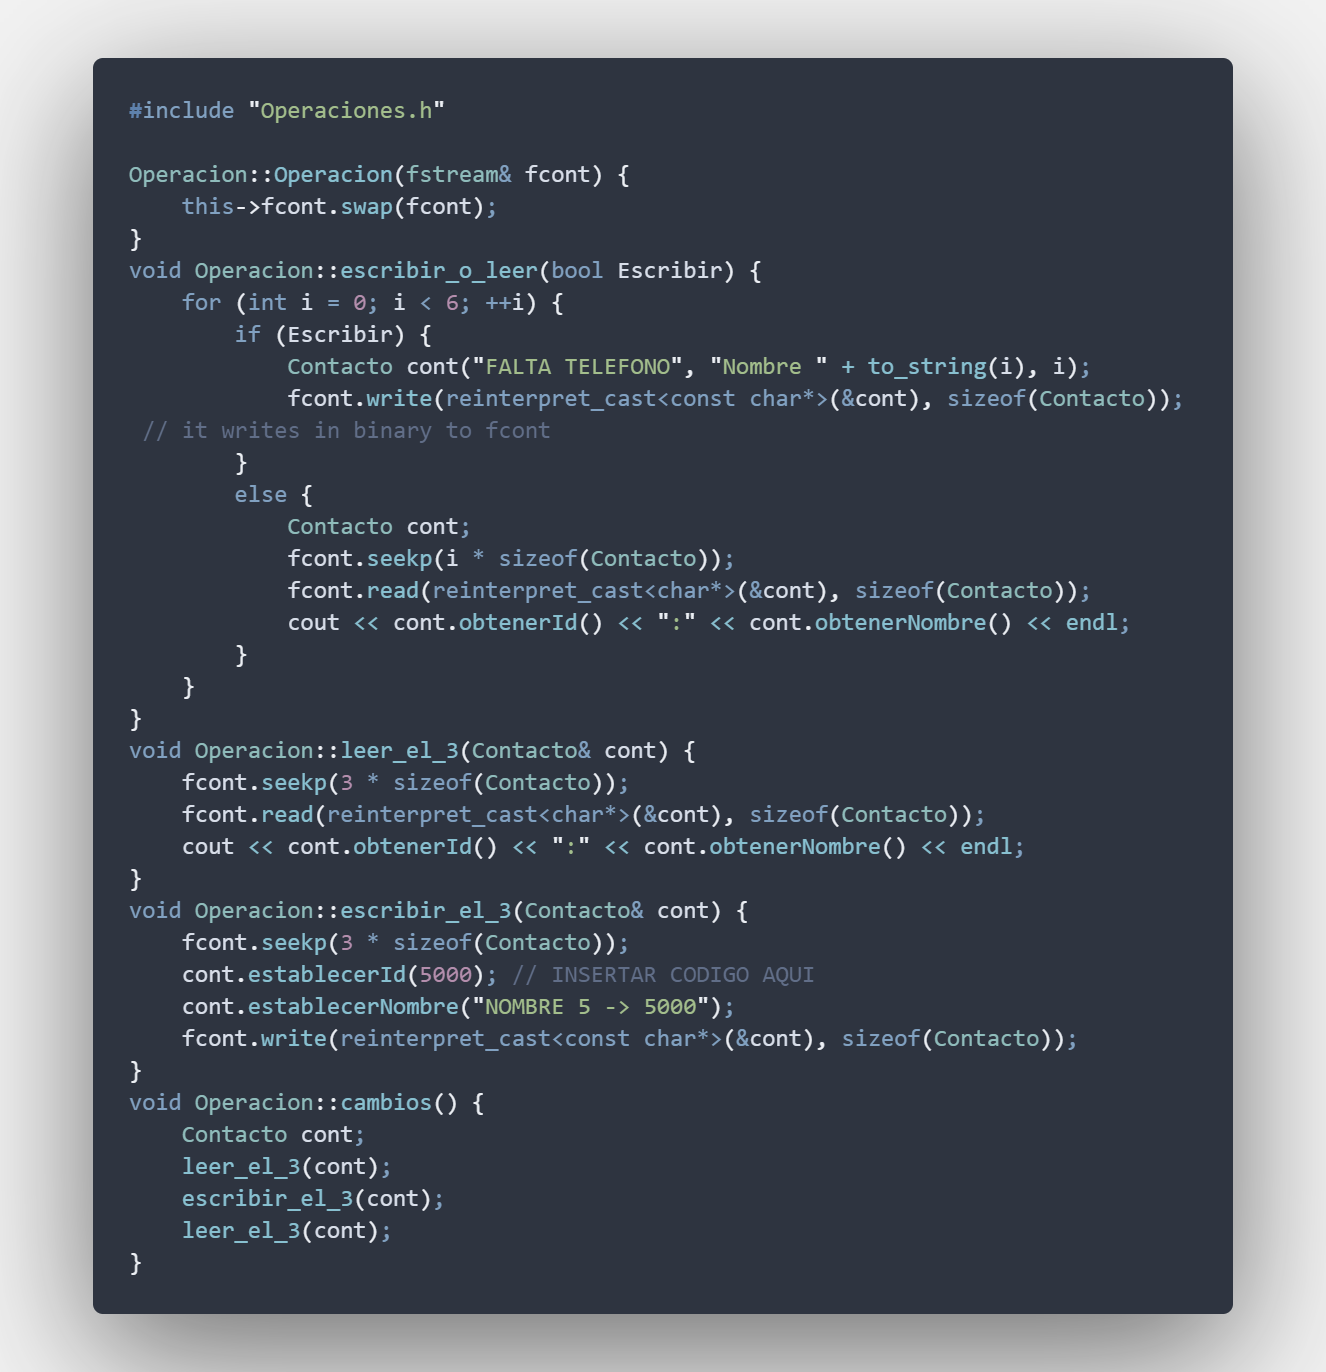 #include "Operaciones.h"

Operacion::Operacion(fstream& fcont) {
    this->fcont.swap(fcont);
}
void Operacion::escribir_o_leer(bool Escribir) {
    for (int i = 0; i < 6; ++i) {
        if (Escribir) {
            Contacto cont("FALTA TELEFONO", "Nombre " + to_string(i), i);
            fcont.write(reinterpret_cast<const char*>(&cont), sizeof(Contacto));
 // it writes in binary to fcont
        }
        else {
            Contacto cont;
            fcont.seekp(i * sizeof(Contacto));
            fcont.read(reinterpret_cast<char*>(&cont), sizeof(Contacto));
            cout << cont.obtenerId() << ":" << cont.obtenerNombre() << endl;
        }
    }
}
void Operacion::leer_el_3(Contacto& cont) {
    fcont.seekp(3 * sizeof(Contacto));
    fcont.read(reinterpret_cast<char*>(&cont), sizeof(Contacto));
    cout << cont.obtenerId() << ":" << cont.obtenerNombre() << endl;
}
void Operacion::escribir_el_3(Contacto& cont) {
    fcont.seekp(3 * sizeof(Contacto));
    cont.establecerId(5000); // INSERTAR CODIGO AQUI
    cont.establecerNombre("NOMBRE 5 -> 5000");
    fcont.write(reinterpret_cast<const char*>(&cont), sizeof(Contacto));
}
void Operacion::cambios() {
    Contacto cont;
    leer_el_3(cont);
    escribir_el_3(cont);
    leer_el_3(cont);
}